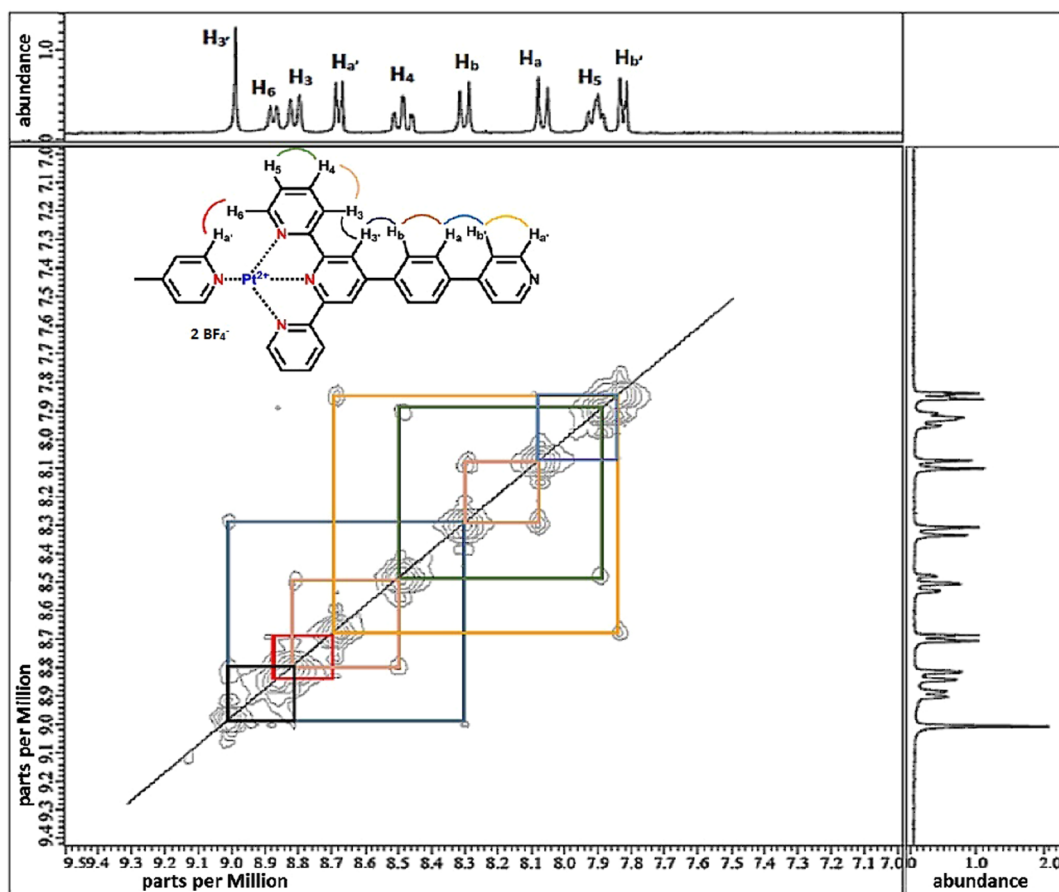 abundance
1.0
0
H3' H6 H3 Ha' H4 Hb Ha H5 Hb'
parts per Million
7.0
7.1
7.2
7.3
7.4
7.5
7.6
7.7
7.8
7.9
8.0
8.1
8.2
8.3
8.4
8.5
8.6
8.7
8.8
8.9
9.0
9.1
9.2
9.3
9.4
H5 H4
H6 H3
Ha' H3' Hb Ha Hb' Ha'
N
N Pt2+ N N
N
2 BF4-
9.5 9.4 9.3 9.2 9.1 9.0 8.9 8.8 8.7 8.6 8.5 8.4 8.3 8.2 8.1 8.0 7.9 7.8 7.7 7.6 7.5 7.4 7.3 7.2 7.1 7.0
parts per Million
0 1.0 2.0
abundance